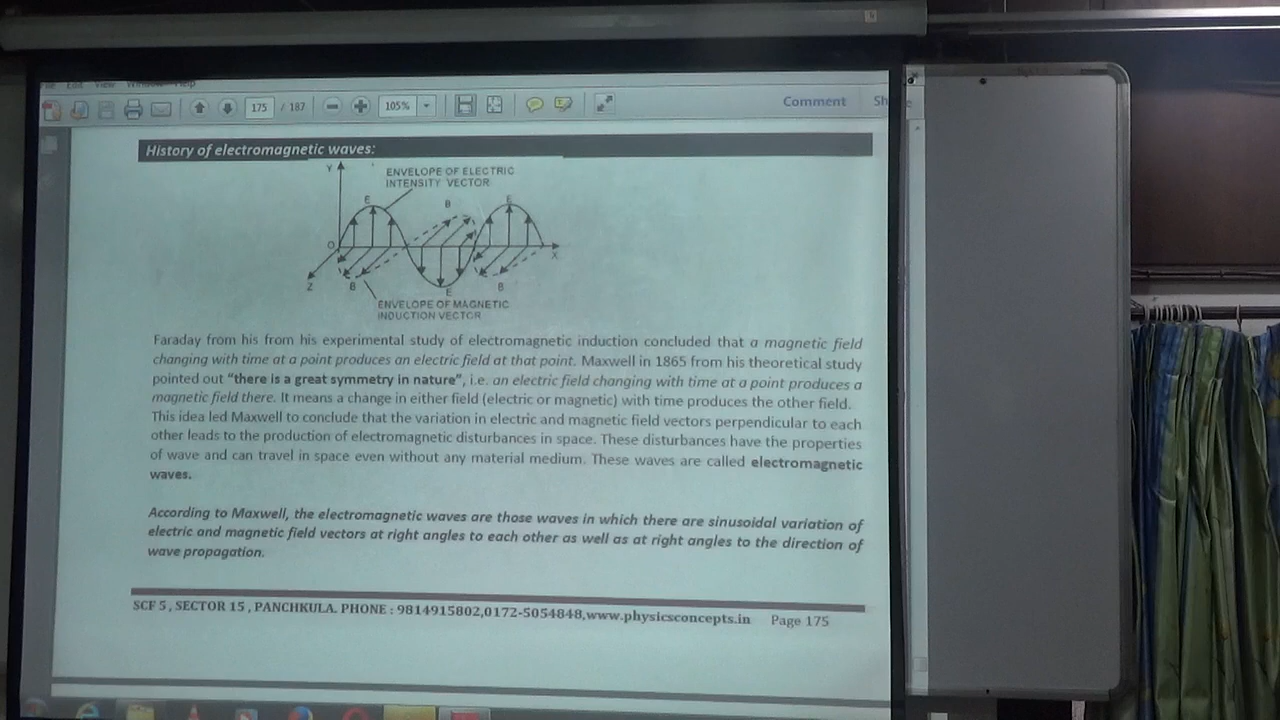 File Edit View Window Help
175 / 187 105% Comment Sh
History of electromagnetic waves:
Y
ENVELOPE OF ELECTRIC
INTENSITY VECTOR
E B E
O X
Z B E B
ENVELOPE OF MAGNETIC
INDUCTION VECTOR
Faraday from his from his experimental study of electromagnetic induction concluded that a magnetic field
changing with time at a point produces an electric field at that point. Maxwell in 1865 from his theoretical study
pointed out “there is a great symmetry in nature”, i.e. an electric field changing with time at a point produces a
magnetic field there. It means a change in either field (electric or magnetic) with time produces the other field.
This idea led Maxwell to conclude that the variation in electric and magnetic field vectors perpendicular to each
other leads to the production of electromagnetic disturbances in space. These disturbances have the properties
of wave and can travel in space even without any material medium. These waves are called electromagnetic
waves.
According to Maxwell, the electromagnetic waves are those waves in which there are sinusoidal variation of
electric and magnetic field vectors at right angles to each other as well as at right angles to the direction of
wave propagation.
SCF 5 , SECTOR 15 , PANCHKULA. PHONE : 9814915802,0172-5054848,www.physicsconcepts.in Page 175